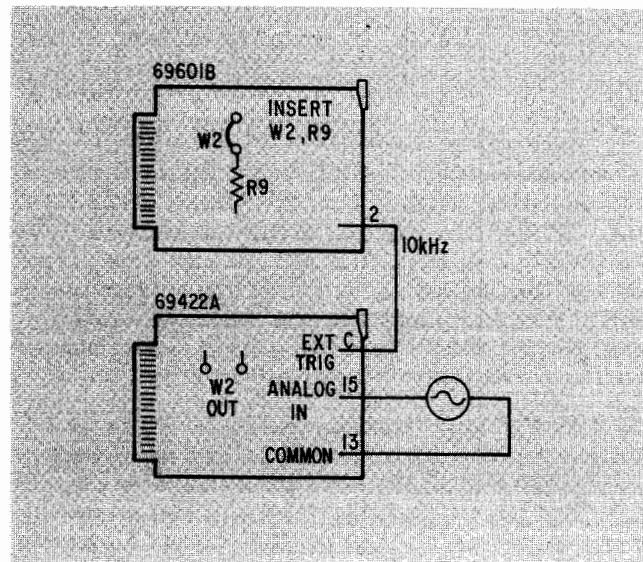 69601B
INSERT
W2, R9
W2
R9
2
10kHz
69422A
EXT
TRIG
C
W2
OUT
ANALOG
IN
15
COMMON
13